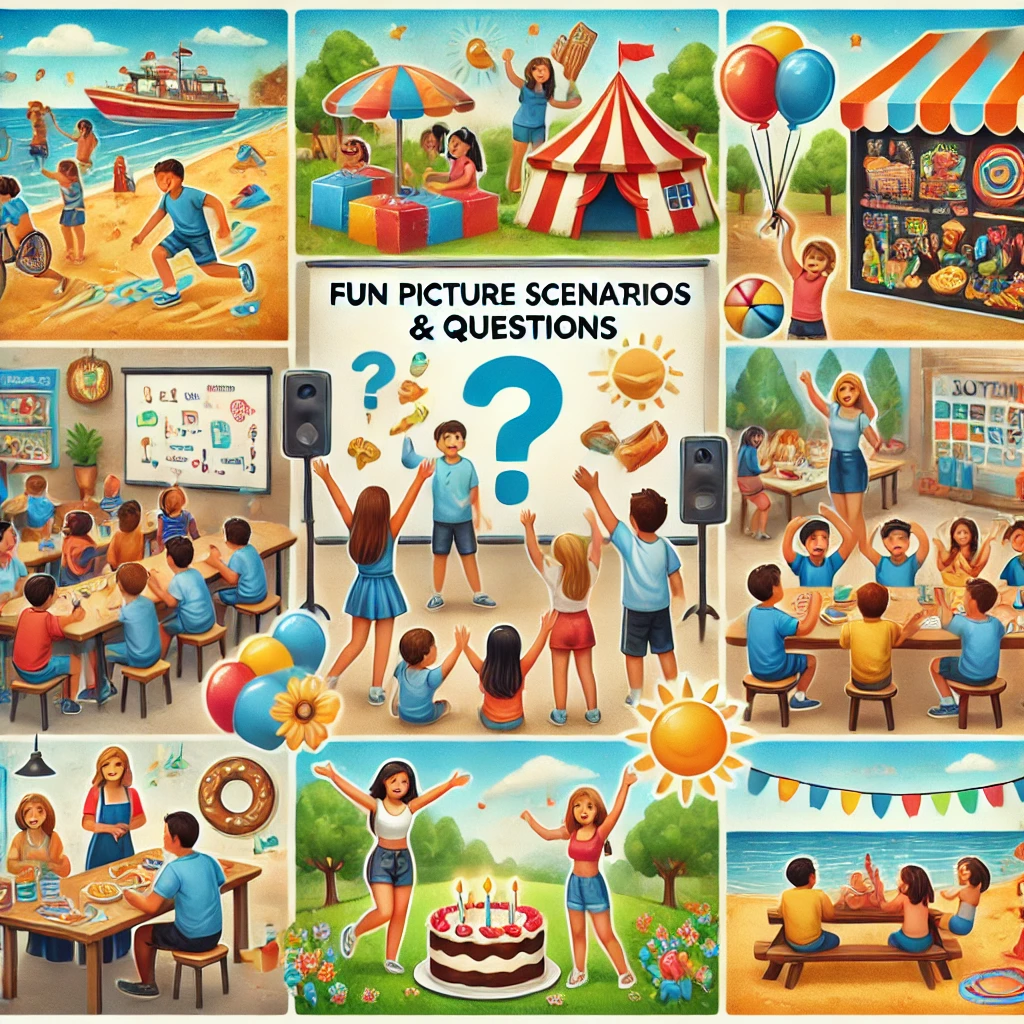 FUN PICTURE SCENARIOS
& QUESTIONS
?
?